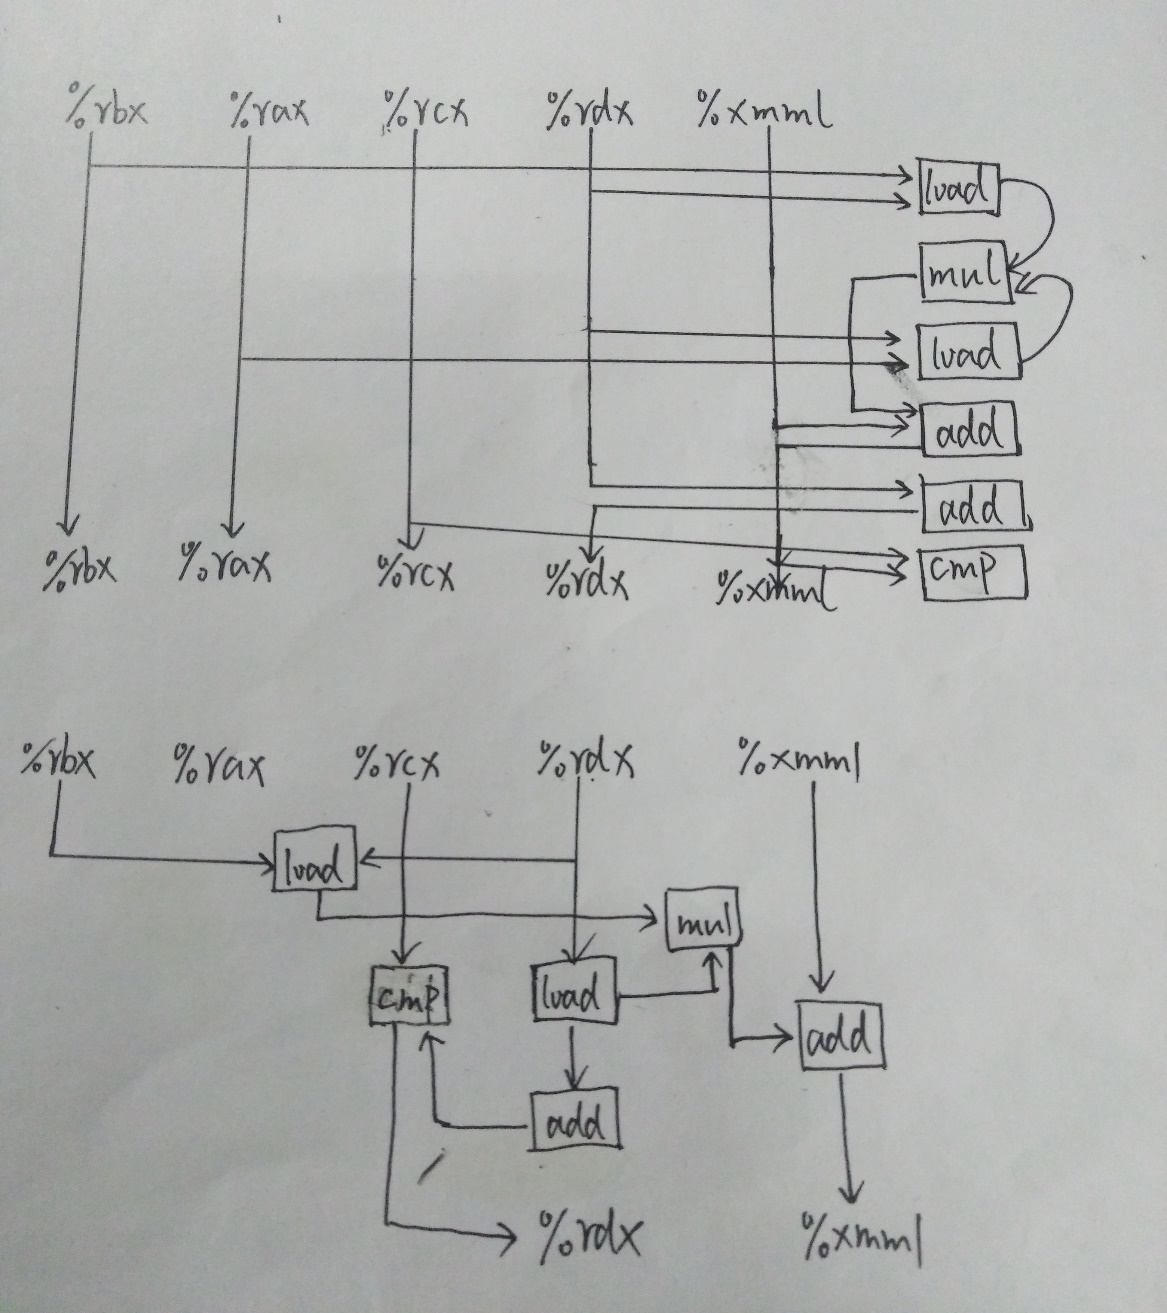 %rbx %rax %rcx %rdx %xmm1
load
mul
load
add
add
cmp
%rbx %rax %rcx %rdx %xmm1
%rbx %rax %rcx %rdx %xmm1
load
mul
cmp load add
add
%rdx %xmm1